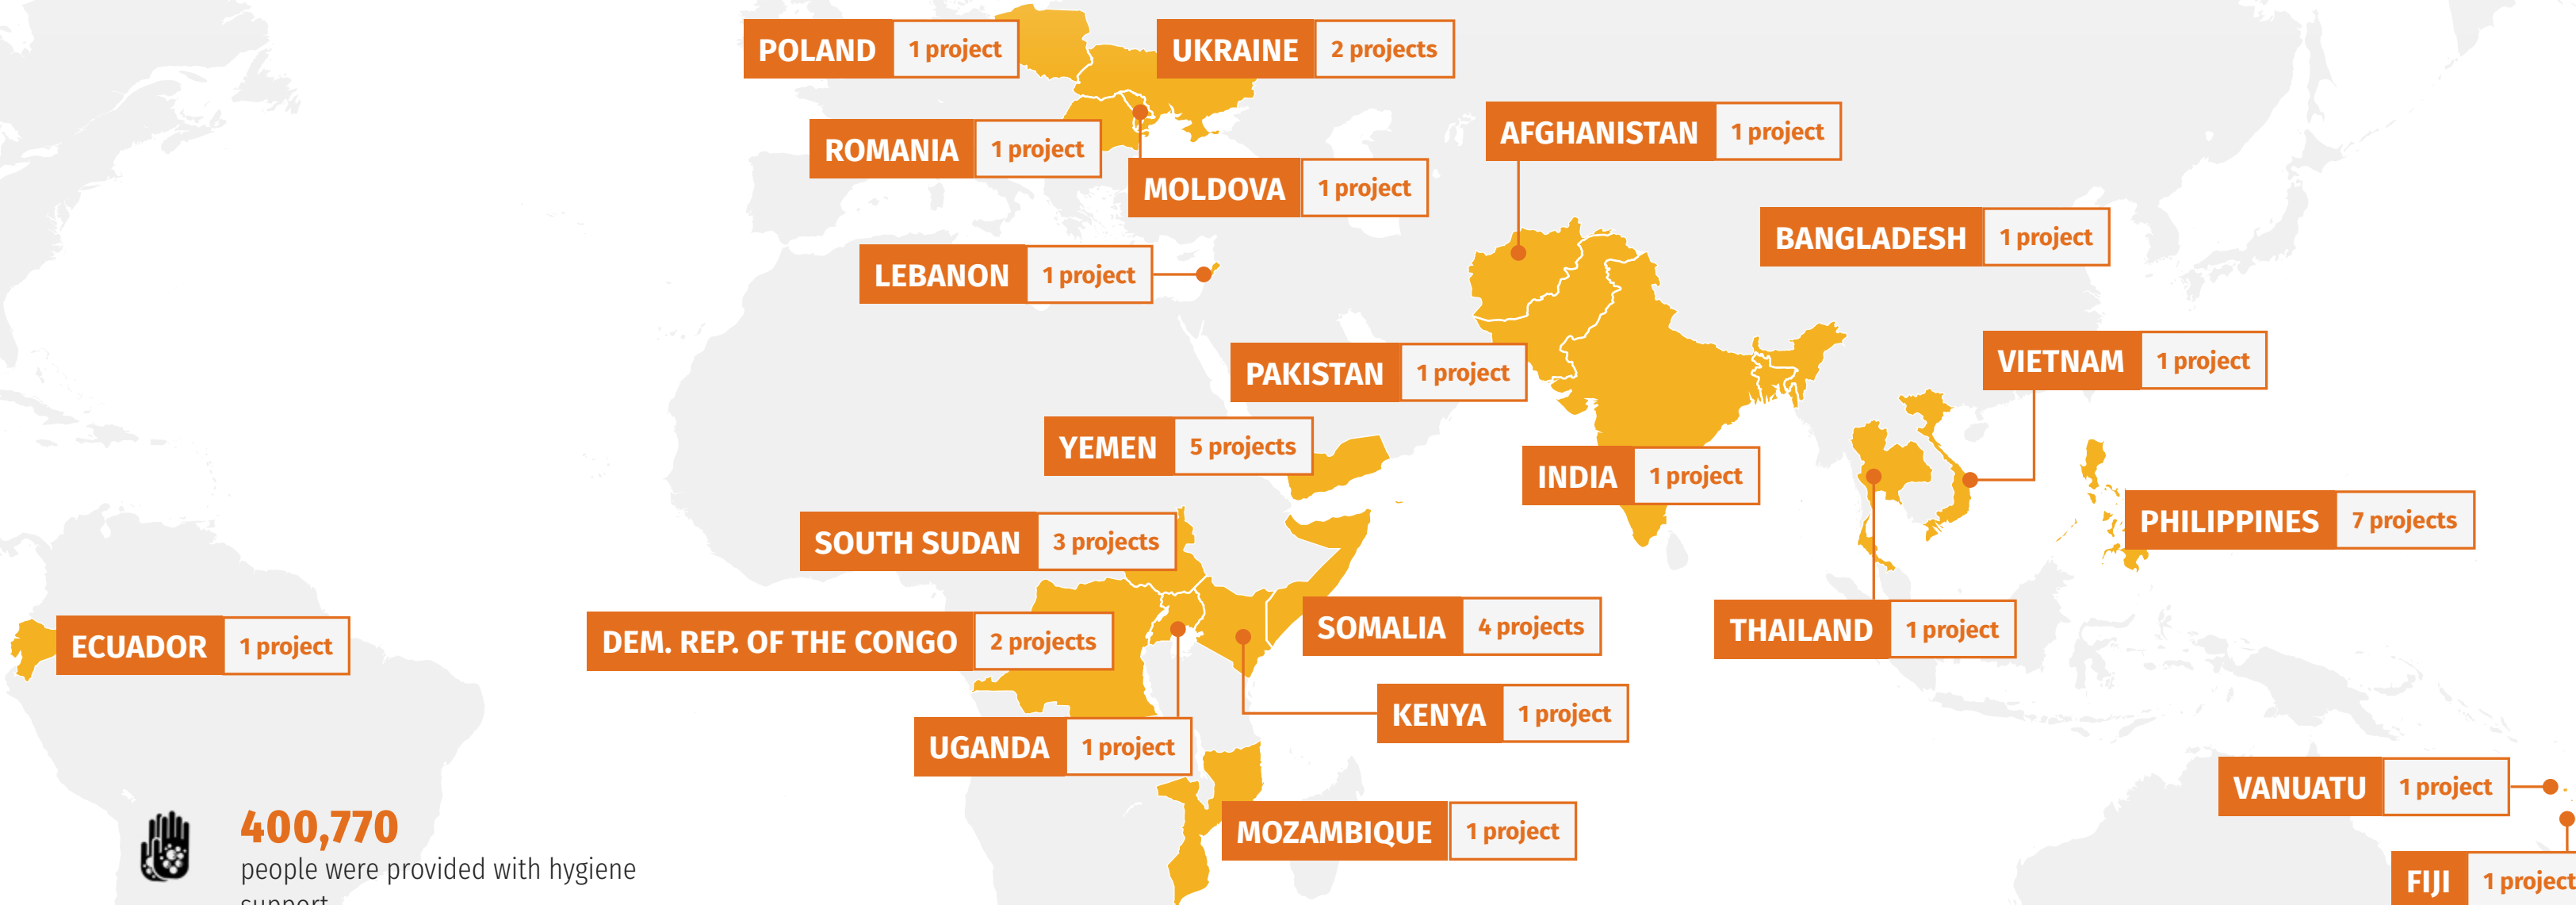 POLAND 1 project
UKRAINE 2 projects
AFGHANISTAN 1 project
ROMANIA 1 project
MOLDOVA 1 project
BANGLADESH 1 project
LEBANON 1 project
VIETNAM 1 project
PAKISTAN 1 project
YEMEN 5 projects
INDIA 1 project
PHILIPPINES 7 projects
SOUTH SUDAN 3 projects
SOMALIA 4 projects
THAILAND 1 project
DEM. REP. OF THE CONGO 2 projects
ECUADOR 1 project
KENYA 1 project
UGANDA 1 project
VANUATU 1 project
MOZAMBIQUE 1 project
FIJI 1 project
400,770
people were provided with hygiene
support